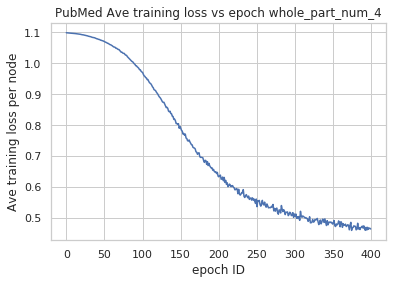 PubMed Ave training loss vs epoch whole_part_num_4
Ave training loss per node
1.1
1.0
0.9
0.8
0.7
0.6
0.5
0 50 100 150 200 250 300 350 400
epoch ID